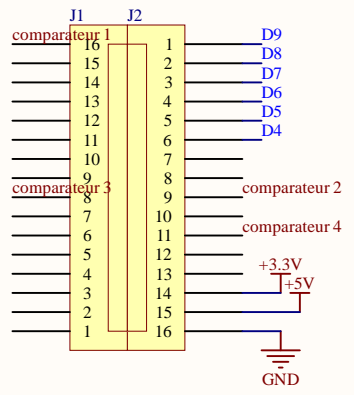 J1 J2
comparateur 1
16 1 D9
15 2 D8
14 3 D7
13 4 D6
12 5 D5
11 6 D4
10 7
9 8
comparateur 3
8 9 comparateur 2
7 10
6 11 comparateur 4
5 12
4 13 +3.3V
3 14 +5V
2 15
1 16
GND